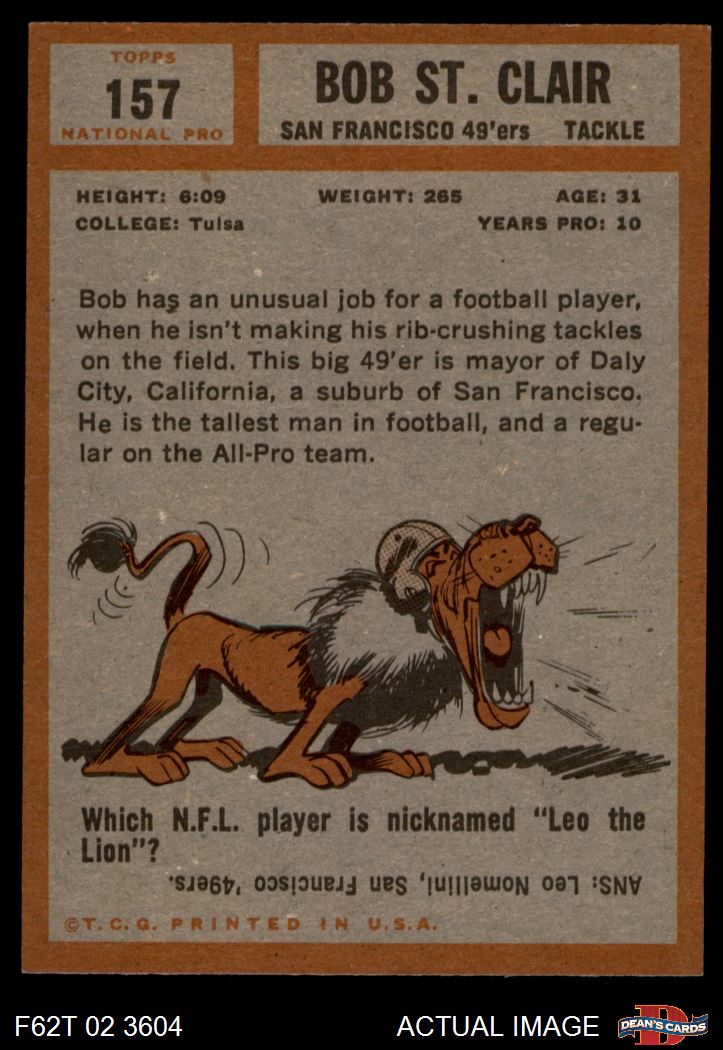 TOPPS
157
NATIONAL PRO
BOB ST. CLAIR
SAN FRANCISCO 49'ers TACKLE
HEIGHT: 6:09 WEIGHT: 265 AGE: 31
COLLEGE: Tulsa YEARS PRO: 10
Bob has an unusual job for a football player,
when he isn't making his rib-crushing tackles
on the field. This big 49'er is mayor of Daly
City, California, a suburb of San Francisco.
He is the tallest man in football, and a regu-
lar on the All-Pro team.
Which N.F.L. player is nicknamed "Leo the
Lion"?
ANS: Leo Nomellini, San Francisco '49ers.
©T.C.G. PRINTED IN U.S.A.
F62T 02 3604 ACTUAL IMAGE
D
DEAN'S CARDS